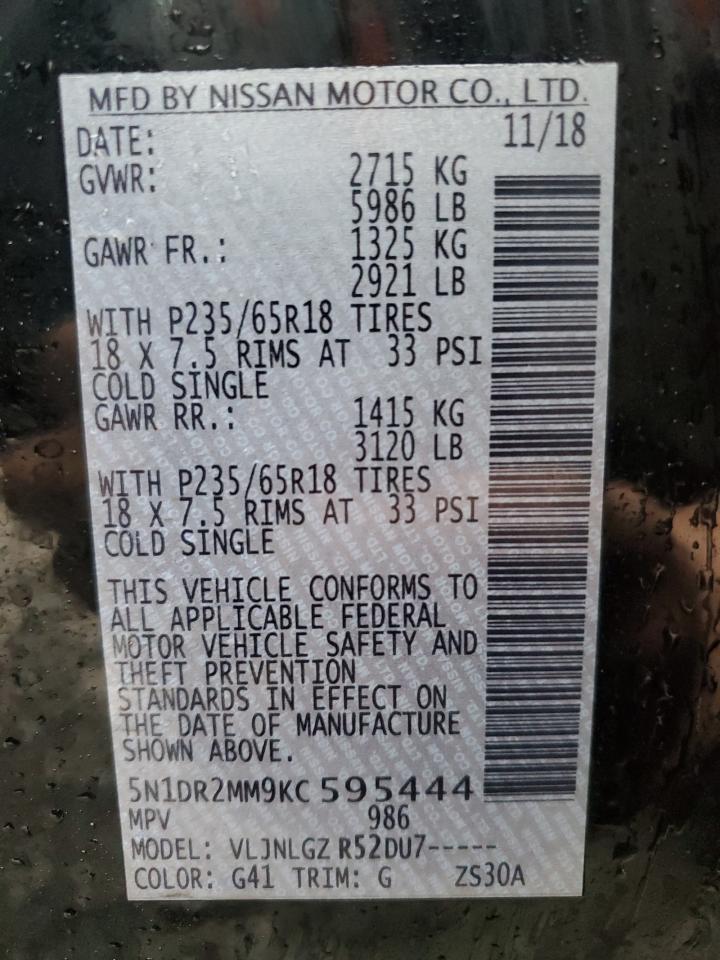 MFD BY NISSAN MOTOR CO., LTD.
DATE: 11/18
GVWR: 2715 KG
5986 LB
GAWR FR.: 1325 KG
2921 LB
WITH P235/65R18 TIRES
18 X 7.5 RIMS AT 33 PSI
COLD SINGLE
GAWR RR.: 1415 KG
3120 LB
WITH P235/65R18 TIRES
18 X 7.5 RIMS AT 33 PSI
COLD SINGLE
THIS VEHICLE CONFORMS TO
ALL APPLICABLE FEDERAL
MOTOR VEHICLE SAFETY AND
THEFT PREVENTION
STANDARDS IN EFFECT ON
THE DATE OF MANUFACTURE
SHOWN ABOVE.
5N1DR2MM9KC 595444
MPV 986
MODEL: VLJNLGZ R52DU7-----
COLOR: G41 TRIM: G ZS30A